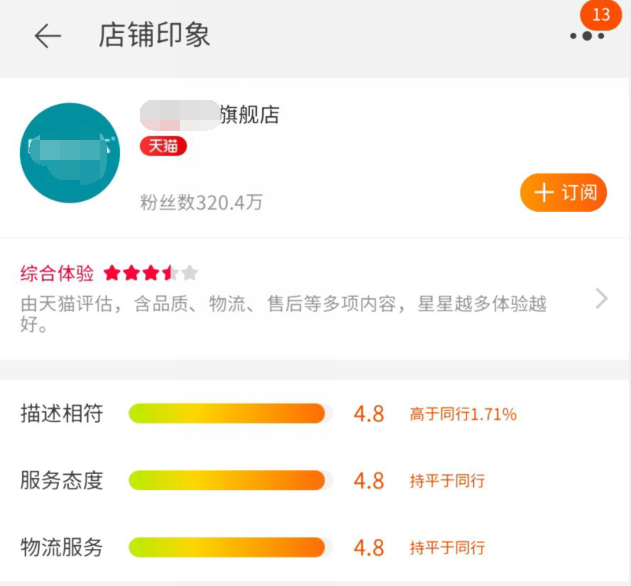 13
店铺印象
旗舰店
天猫
粉丝数320.4万
订阅
综合体验
由天猫评估，含品质、物流、售后等多项内容，星星越多体验越
好。
描述相符 4.8 高于同行1.71%
服务态度 4.8 持平于同行
物流服务 4.8 持平于同行